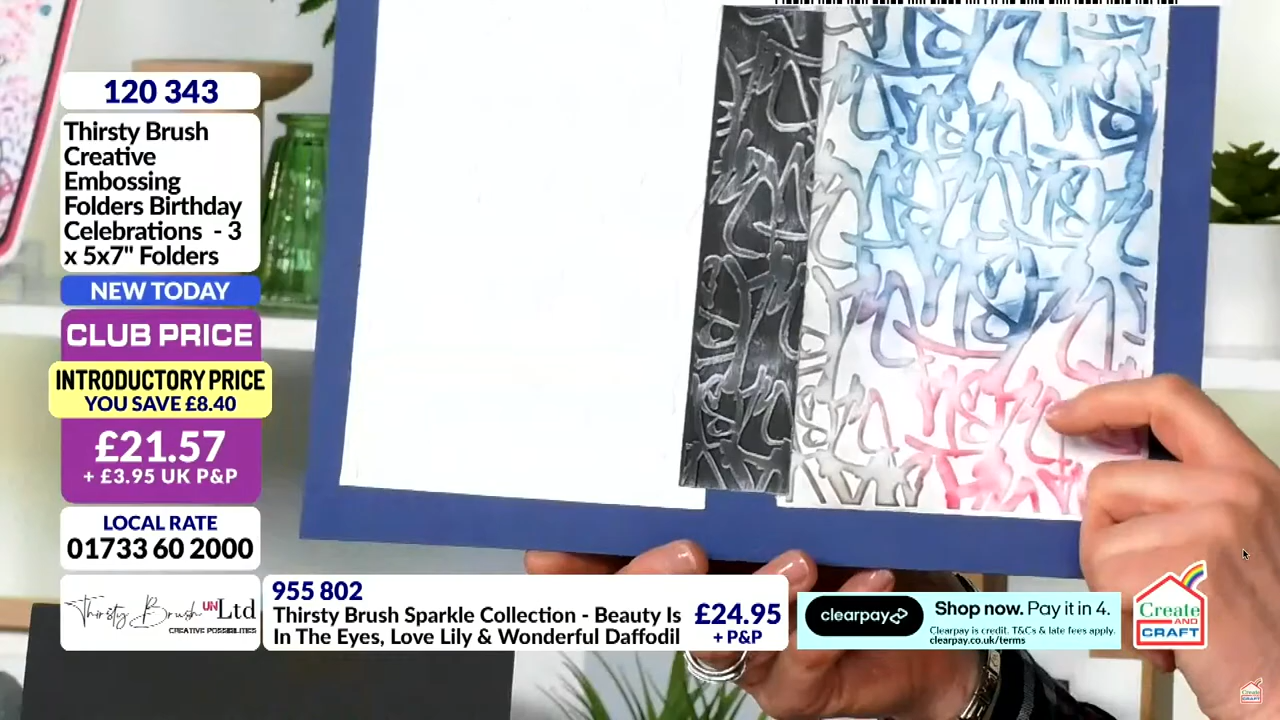 120 343
Thirsty Brush
Creative
Embossing
Folders Birthday
Celebrations - 3
x 5x7" Folders
NEW TODAY
CLUB PRICE
INTRODUCTORY PRICE
YOU SAVE £8.40
£21.57
+ £3.95 UK P&P
LOCAL RATE
01733 60 2000
Thirsty Brush UN Ltd
CREATIVE POSSIBILITIES
955 802
Thirsty Brush Sparkle Collection - Beauty Is
In The Eyes, Love Lily & Wonderful Daffodil
£24.95
+ P&P
clearpay
Shop now. Pay it in 4.
Clearpay is credit. T&Cs & late fees apply.
clearpay.co.uk/terms
Create
AND
CRAFT